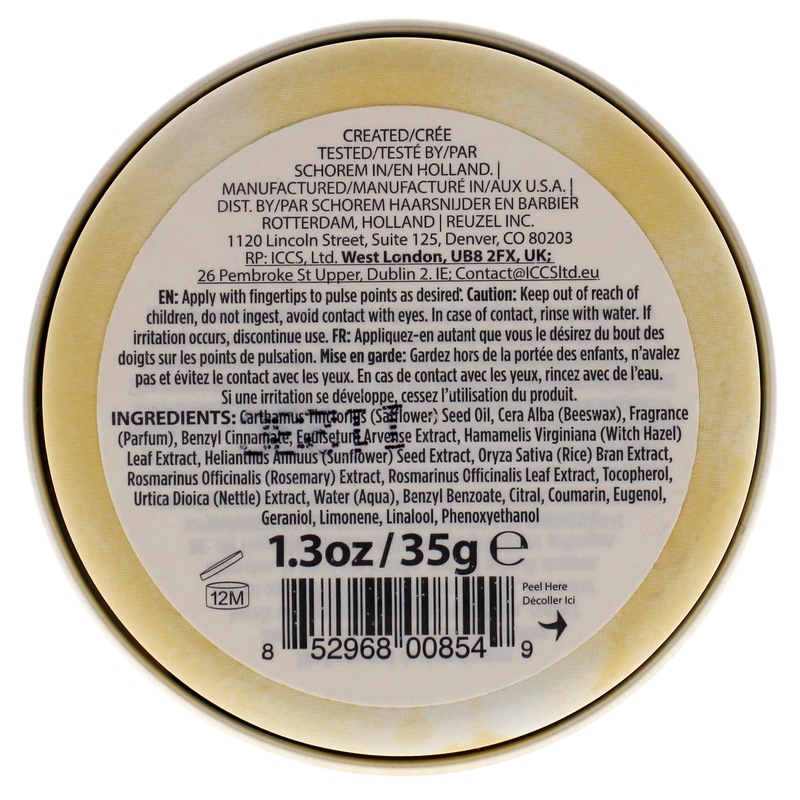 CREATED/CRÉE
TESTED/TESTÉ BY/PAR
SCHOREM IN/EN HOLLAND. |
MANUFACTURED/MANUFACTURÉ IN/AUX U.S.A. |
DIST. BY/PAR SCHOREM HAARSNIJDER EN BARBIER
ROTTERDAM, HOLLAND | REUZEL INC.
1120 Lincoln Street, Suite 125, Denver, CO 80203
RP: ICCS, Ltd. West London, UB8 2FX, UK;
26 Pembroke St Upper, Dublin 2. IE; Contact@ICCSltd.eu
EN: Apply with fingertips to pulse points as desired. Caution: Keep out of reach of
children, do not ingest, avoid contact with eyes. In case of contact, rinse with water. If
irritation occurs, discontinue use. FR: Appliquez-en autant que vous le désirez du bout des
doigts sur les points de pulsation. Mise en garde: Gardez hors de la portée des enfants, n'avalez
pas et évitez le contact avec les yeux. En cas de contact avec les yeux, rincez avec de l'eau.
Si une irritation se développe, cessez l'utilisation du produit.
INGREDIENTS: Carthamus Tinctorius (Safflower) Seed Oil, Cera Alba (Beeswax), Fragrance
(Parfum), Benzyl Cinnamate, Equisetum Arvense Extract, Hamamelis Virginiana (Witch Hazel)
Leaf Extract, Helianthus Annuus (Sunflower) Seed Extract, Oryza Sativa (Rice) Bran Extract,
Rosmarinus Officinalis (Rosemary) Extract, Rosmarinus Officinalis Leaf Extract, Tocopherol,
Urtica Dioica (Nettle) Extract, Water (Aqua), Benzyl Benzoate, Citral, Coumarin, Eugenol,
Geraniol, Limonene, Linalool, Phenoxyethanol
1.3oz / 35g ℮
12M
Peel Here
Décoller Ici
8 52968 00854 9